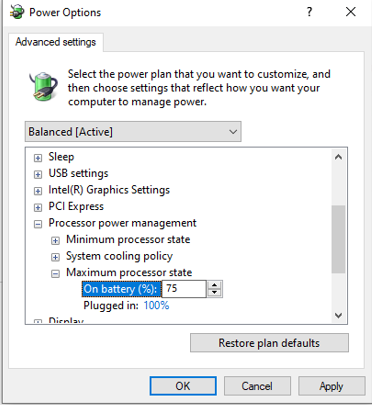 Power Options
Advanced settings
Select the power plan that you want to customize, and
then choose settings that reflect how you want your
computer to manage power.
Balanced [Active]
Sleep
USB settings
Intel(R) Graphics Settings
PCI Express
Processor power management
Minimum processor state
System cooling policy
Maximum processor state
On battery (%): 75
Plugged in: 100%
Display
Restore plan defaults
OK Cancel Apply